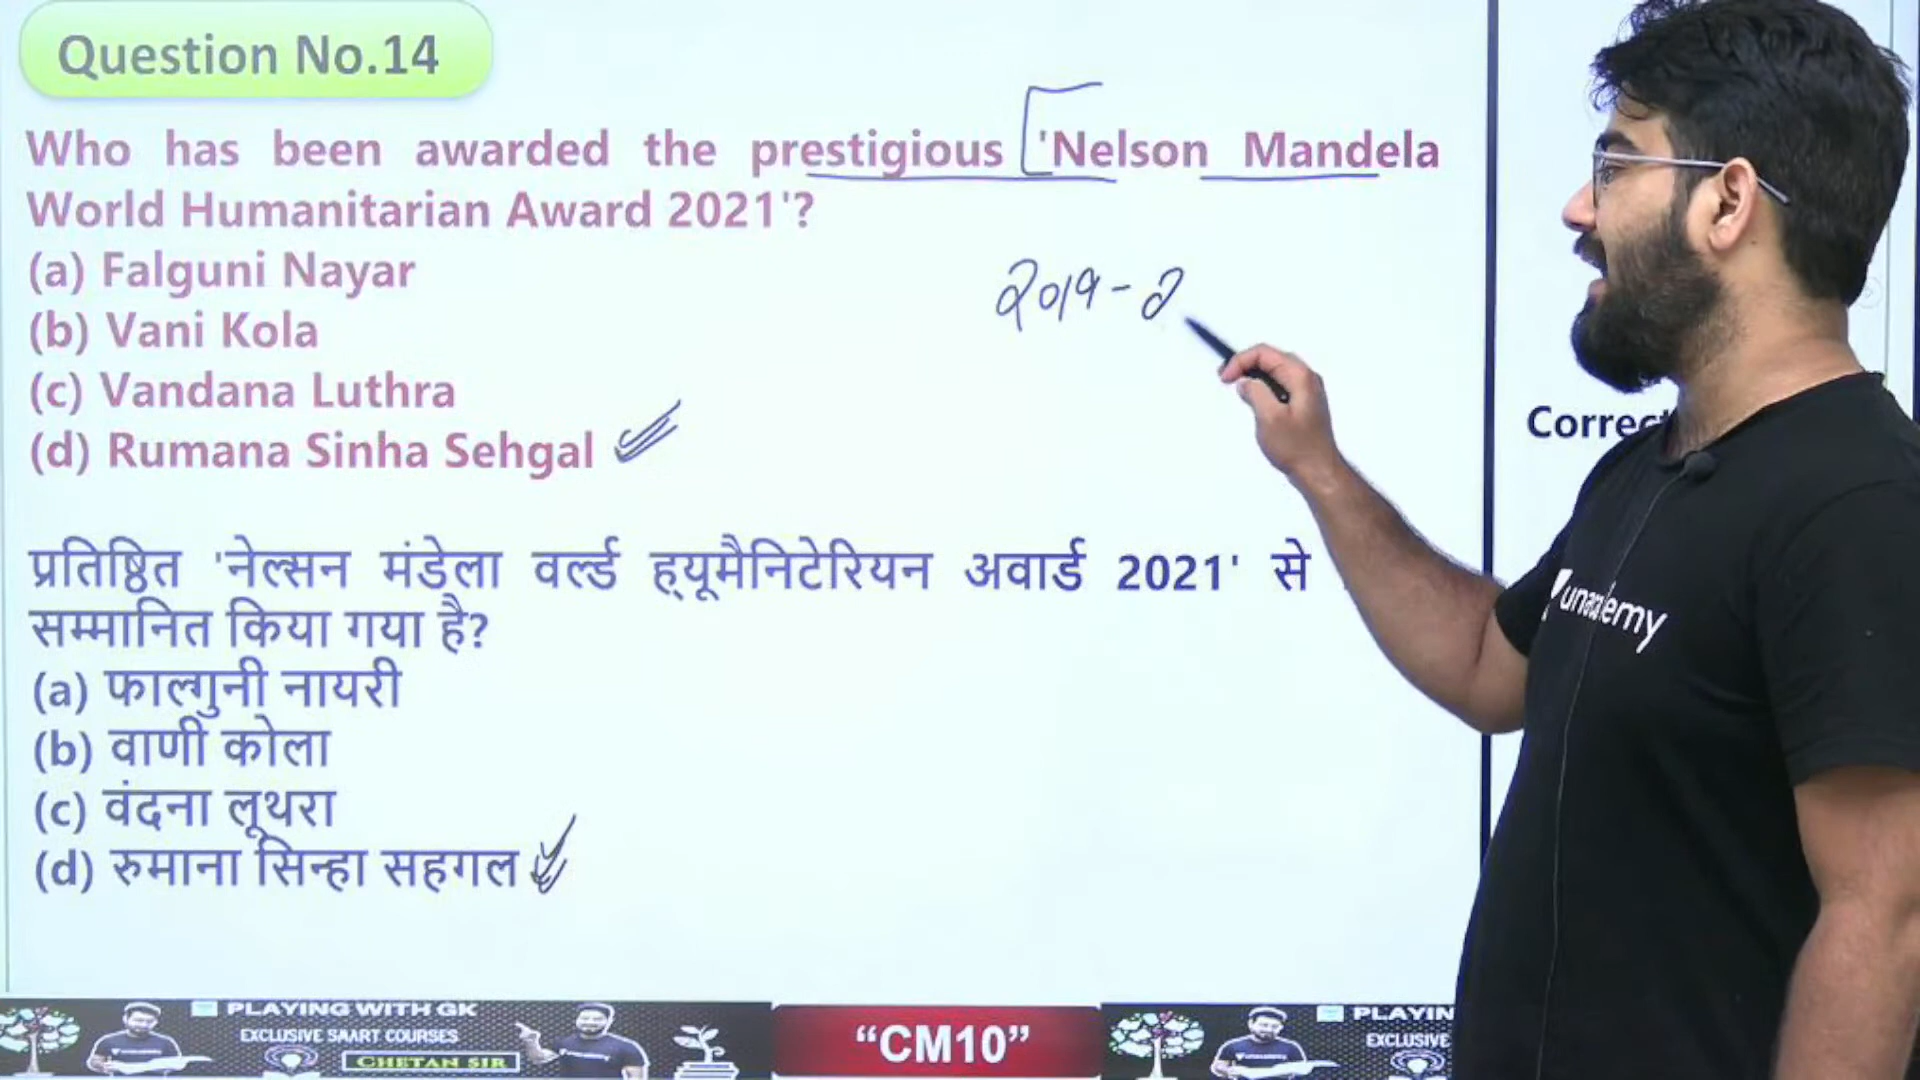 Question No.14
Who has been awarded the prestigious 'Nelson Mandela
World Humanitarian Award 2021'?
(a) Falguni Nayar
(b) Vani Kola
(c) Vandana Luthra
(d) Rumana Sinha Sehgal
2019-2
Correct
प्रतिष्ठित 'नेल्सन मंडेला वर्ल्ड ह्यूमैनिटेरियन अवार्ड 2021' से
सम्मानित किया गया है?
(a) फाल्गुनी नायरी
(b) वाणी कोला
(c) वंदना लूथरा
(d) रुमाना सिन्हा सहगल
unacademy
PLAYING WITH GK
EXCLUSIVE SAART COURSES
CHETAN SIR
“CM10”
PLAYIN
EXCLUSIVE